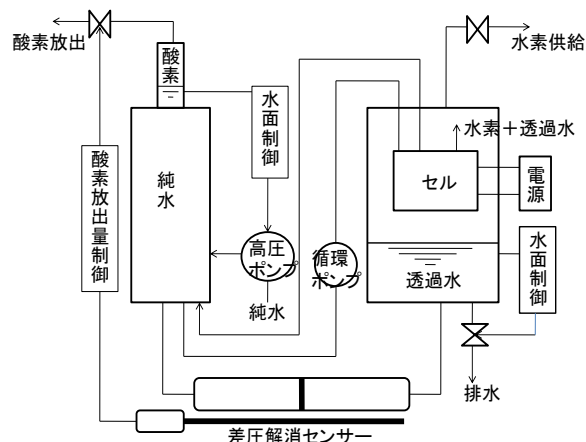 酸素放出
水素供給
酸素
水面制御
水素＋透過水
純水
セル
電源
酸素放出量制御
高圧
ポンプ
循環
ポンプ
水面制御
透過水
純水
排水
差圧解消センサー